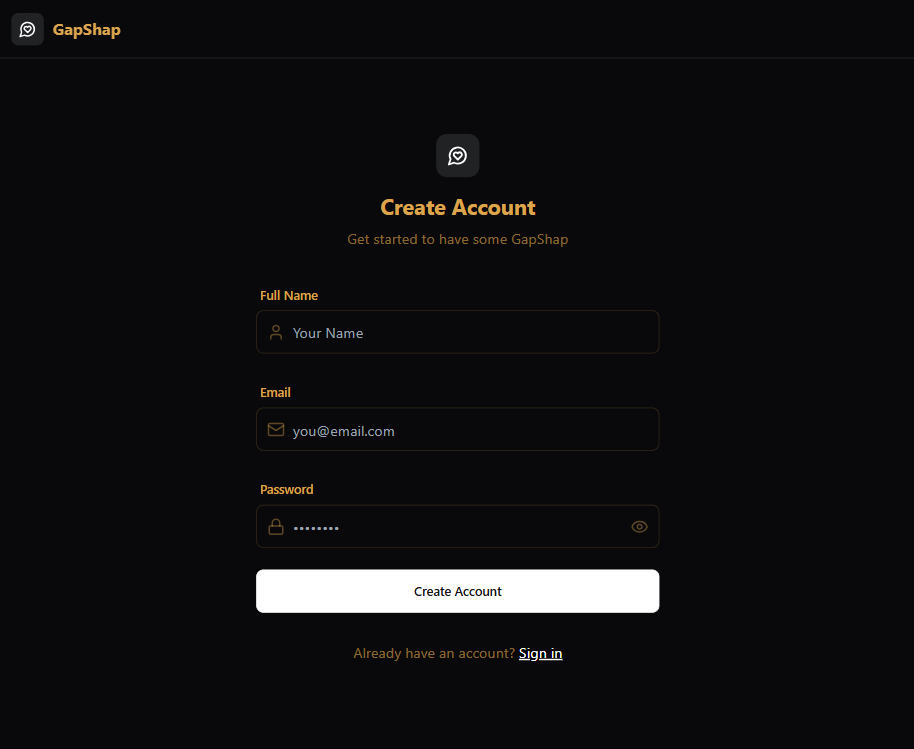 GapShap
Create Account
Get started to have some GapShap
Full Name
Your Name
Email
you@email.com
Password
••••••••
Create Account
Already have an account? Sign in